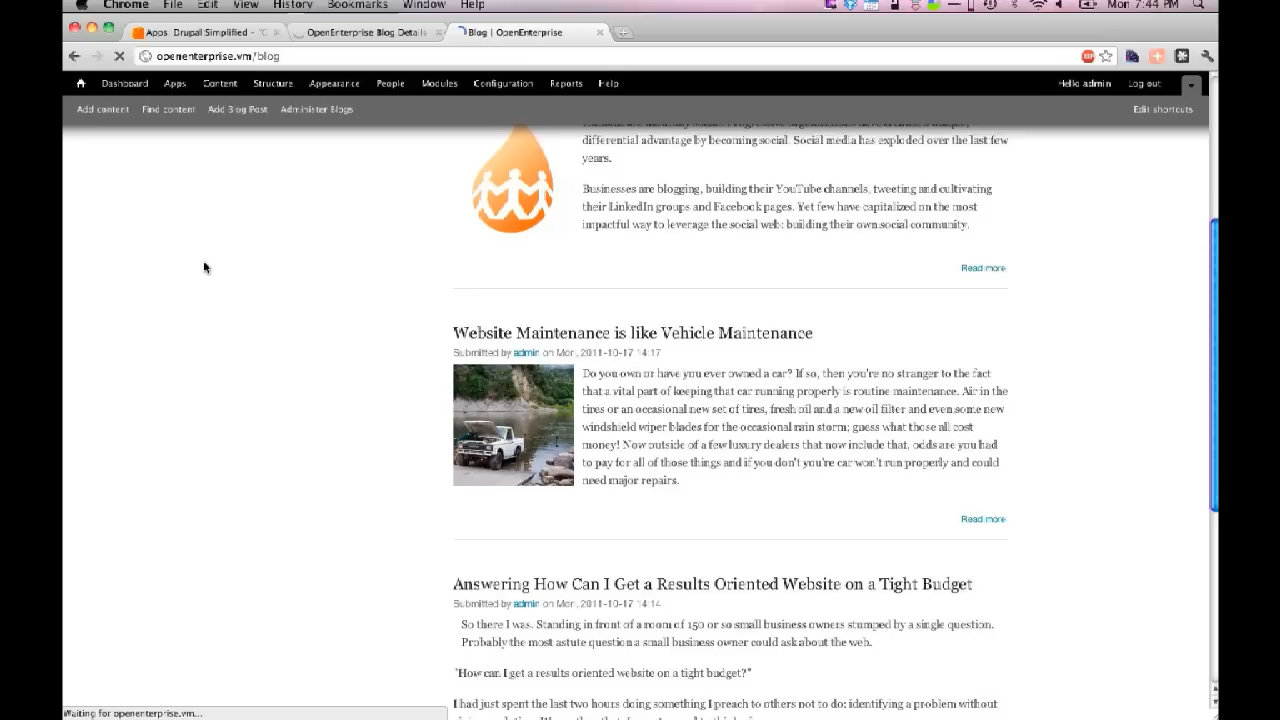 Chrome File Edit View History Bookmarks Window Help Mon 7:44 PM
Apps. Drupal Simplified - OpenEnterprise Blog Details Blog | OpenEnterprise
openenterprise.vm/blog
Dashboard Apps Content Structure Appearance People Modules Configuration Reports Help Hello admin Log out
Add content Find content Add Blog Post Administer Blogs Edit shortcuts
differential advantage by becoming social. Social media has exploded over the last few
years.
Businesses are blogging, building their YouTube channels, tweeting and cultivating
their LinkedIn groups and Facebook pages. Yet few have capitalized on the most
impactful way to leverage the social web: building their own social community.
Read more
Website Maintenance is like Vehicle Maintenance
Submitted by admin on Mon, 2011-10-17 14:17
Do you own or have you ever owned a car? If so, then you're no stranger to the fact
that a vital part of keeping that car running properly is routine maintenance. Air in the
tires or an occasional new set of tires, fresh oil and a new oil filter and even some new
windshield wiper blades for the occasional rain storm; guess what those all cost
money! Now outside of a few luxury dealers that now include that, odds are you had
to pay for all of those things and if you don't you're car won't run properly and could
need major repairs.
Read more
Answering How Can I Get a Results Oriented Website on a Tight Budget
Submitted by admin on Mon, 2011-10-17 14:14
So there I was. Standing in front of a room of 150 or so small business owners stumped by a single question.
Probably the most astute question a small business owner could ask about the web.
"How can I get a results oriented website on a tight budget?"
I had just spent the last two hours doing something I preach to others not to do: identifying a problem without
Waiting for openenterprise.vm...